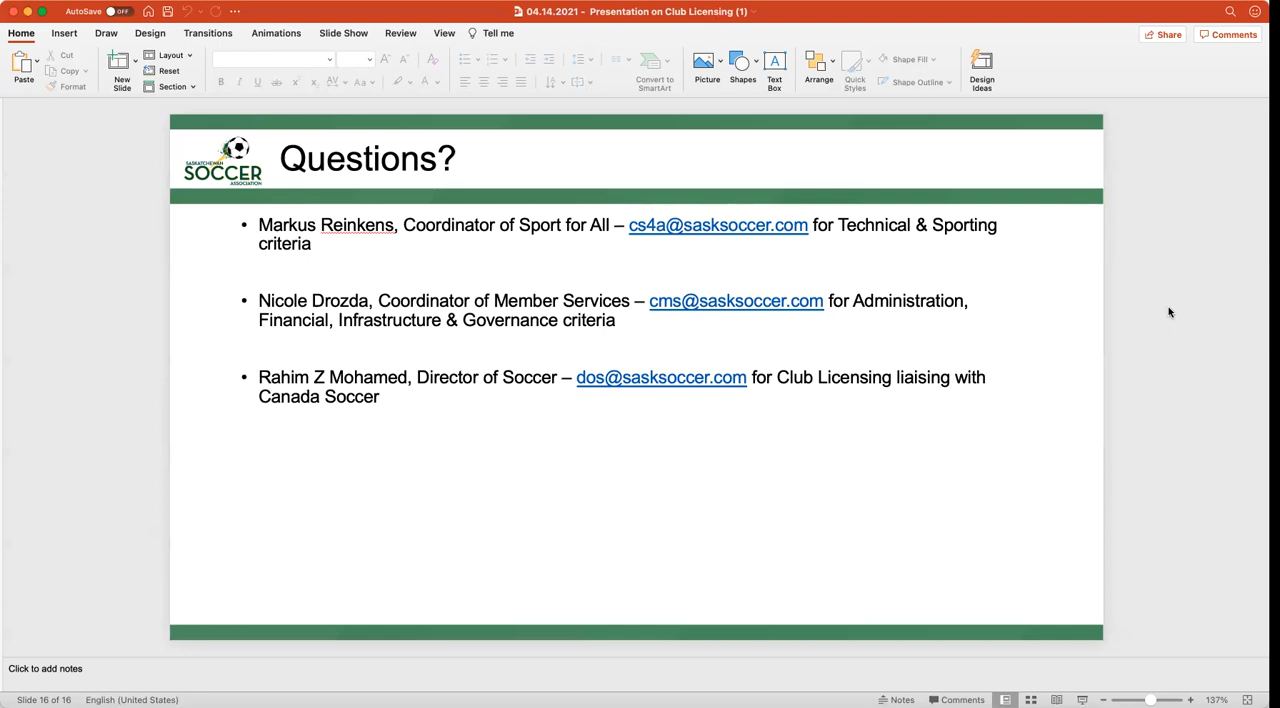 AutoSave OFF
04.14.2021 - Presentation on Club Licensing (1)
Home Insert Draw Design Transitions Animations Slide Show Review View Tell me
Share Comments
Paste
Cut
Copy
Format
New
Slide
Layout
Reset
Section
Convert to
SmartArt
Picture
Shapes
Text
Box
Arrange
Quick
Styles
Shape Fill
Shape Outline
Design
Ideas
SASKATCHEWAN
SOCCER
ASSOCIATION
Questions?
• Markus Reinkens, Coordinator of Sport for All – cs4a@sasksoccer.com for Technical & Sporting
criteria
• Nicole Drozda, Coordinator of Member Services – cms@sasksoccer.com for Administration,
Financial, Infrastructure & Governance criteria
• Rahim Z Mohamed, Director of Soccer – dos@sasksoccer.com for Club Licensing liaising with
Canada Soccer
Click to add notes
Slide 16 of 16 English (United States) Notes Comments 137%